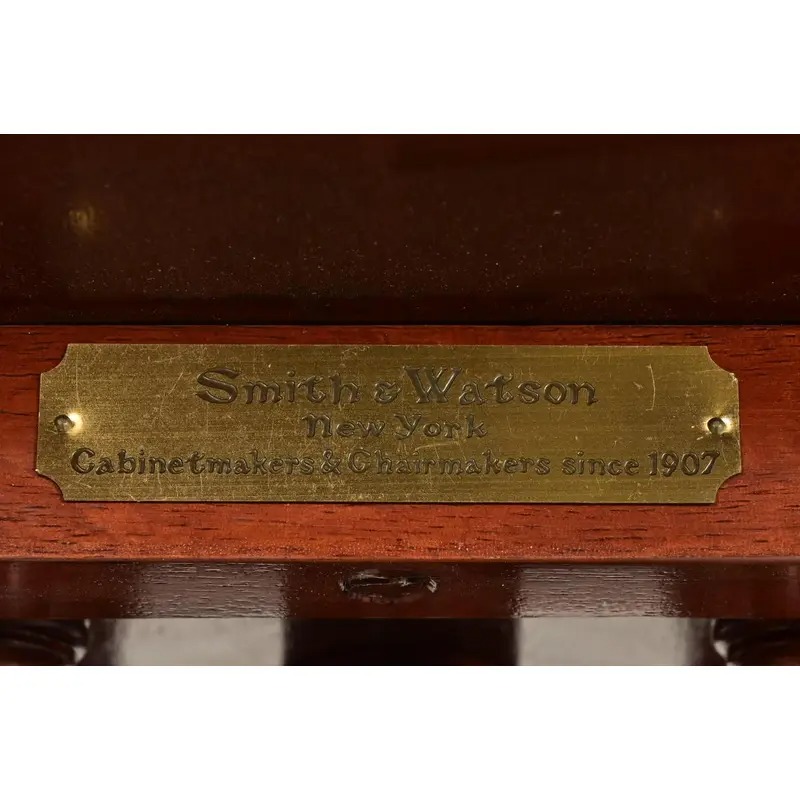 Smith & Watson
New York
Cabinetmakers & Chairmakers since 1907